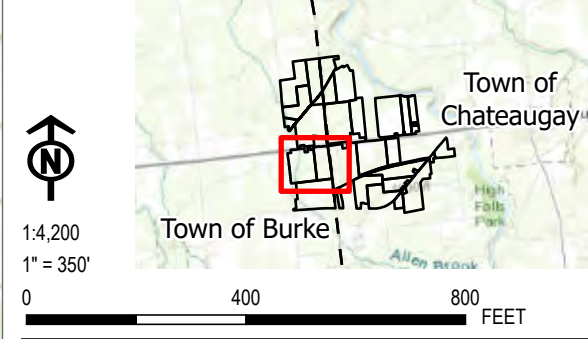 Town of
Chateaugay
High
Falls
Park
Town of Burke
Allen Brook
N
1:4,200
1" = 350'
0 400 800
FEET